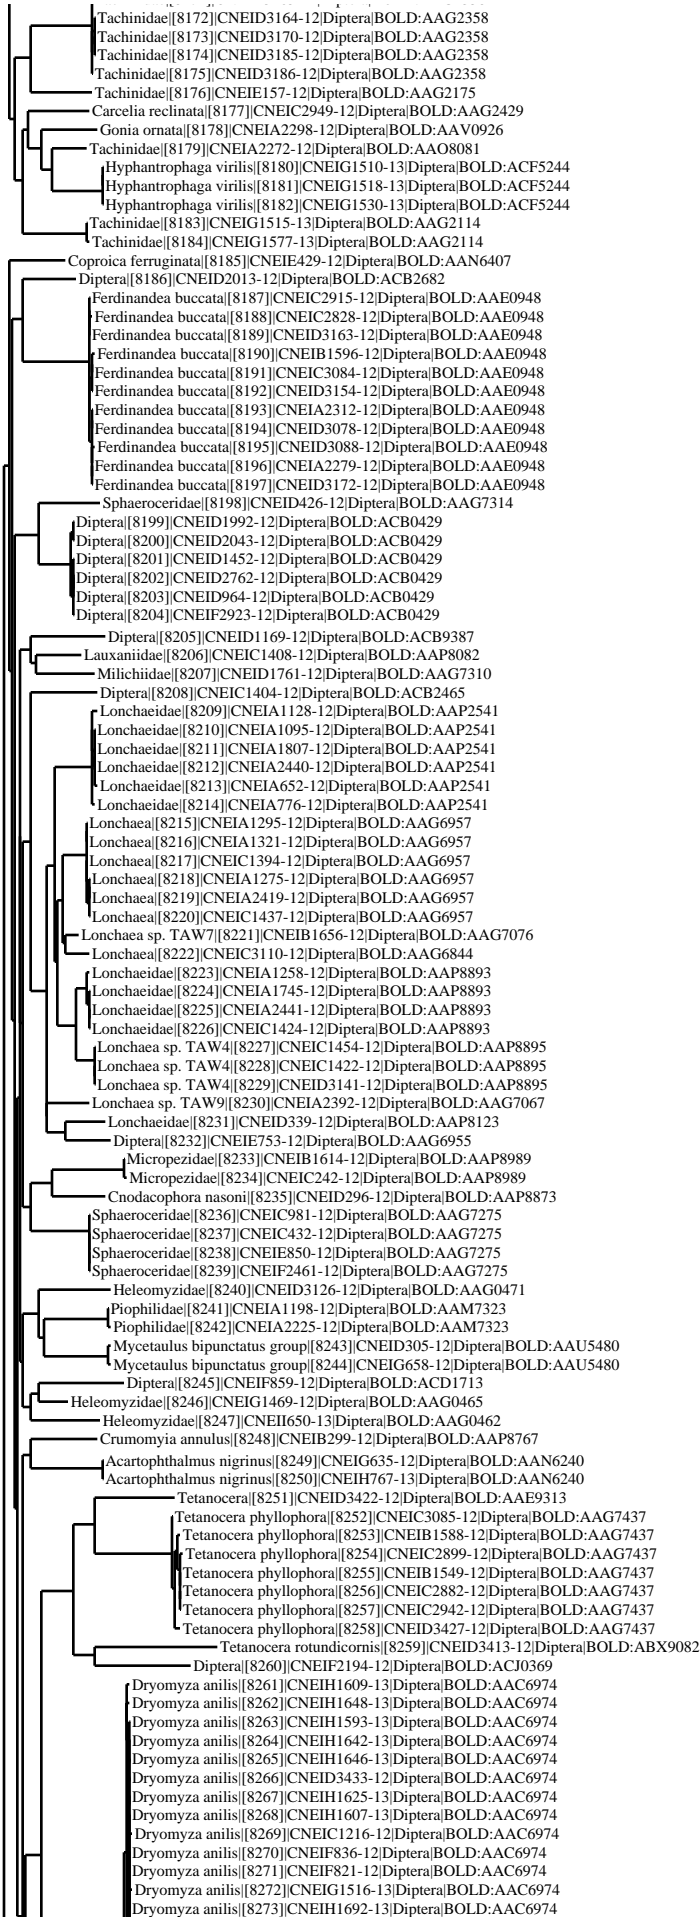 Tachinidae|[8172]|CNEID3164-12|Diptera|BOLD:AAG2358
Tachinidae|[8173]|CNEID3170-12|Diptera|BOLD:AAG2358
Tachinidae|[8174]|CNEID3185-12|Diptera|BOLD:AAG2358
Tachinidae|[8175]|CNEID3186-12|Diptera|BOLD:AAG2358
Tachinidae|[8176]|CNEIE157-12|Diptera|BOLD:AAG2175
Carcelia reclinata|[8177]|CNEIC2949-12|Diptera|BOLD:AAG2429
Gonia ornata|[8178]|CNEIA2298-12|Diptera|BOLD:AAV0926
Tachinidae|[8179]|CNEIA2272-12|Diptera|BOLD:AAO8081
Hyphantrophaga virilis|[8180]|CNEIG1510-13|Diptera|BOLD:ACF5244
Hyphantrophaga virilis|[8181]|CNEIG1518-13|Diptera|BOLD:ACF5244
Hyphantrophaga virilis|[8182]|CNEIG1530-13|Diptera|BOLD:ACF5244
Tachinidae|[8183]|CNEIG1515-13|Diptera|BOLD:AAG2114
Tachinidae|[8184]|CNEIG1577-13|Diptera|BOLD:AAG2114
Coproica ferruginata|[8185]|CNEIE429-12|Diptera|BOLD:AAN6407
Diptera|[8186]|CNEID2013-12|Diptera|BOLD:ACB2682
Ferdinandea buccata|[8187]|CNEIC2915-12|Diptera|BOLD:AAE0948
Ferdinandea buccata|[8188]|CNEIC2828-12|Diptera|BOLD:AAE0948
Ferdinandea buccata|[8189]|CNEID3163-12|Diptera|BOLD:AAE0948
Ferdinandea buccata|[8190]|CNEIB1596-12|Diptera|BOLD:AAE0948
Ferdinandea buccata|[8191]|CNEIC3084-12|Diptera|BOLD:AAE0948
Ferdinandea buccata|[8192]|CNEID3154-12|Diptera|BOLD:AAE0948
Ferdinandea buccata|[8193]|CNEIA2312-12|Diptera|BOLD:AAE0948
Ferdinandea buccata|[8194]|CNEID3078-12|Diptera|BOLD:AAE0948
Ferdinandea buccata|[8195]|CNEID3088-12|Diptera|BOLD:AAE0948
Ferdinandea buccata|[8196]|CNEIA2279-12|Diptera|BOLD:AAE0948
Ferdinandea buccata|[8197]|CNEID3172-12|Diptera|BOLD:AAE0948
Sphaeroceridae|[8198]|CNEID426-12|Diptera|BOLD:AAG7314
Diptera|[8199]|CNEID1992-12|Diptera|BOLD:ACB0429
Diptera|[8200]|CNEID2043-12|Diptera|BOLD:ACB0429
Diptera|[8201]|CNEID1452-12|Diptera|BOLD:ACB0429
Diptera|[8202]|CNEID2762-12|Diptera|BOLD:ACB0429
Diptera|[8203]|CNEID964-12|Diptera|BOLD:ACB0429
Diptera|[8204]|CNEIF2923-12|Diptera|BOLD:ACB0429
Diptera|[8205]|CNEID1169-12|Diptera|BOLD:ACB9387
Lauxaniidae|[8206]|CNEIC1408-12|Diptera|BOLD:AAP8082
Milichiidae|[8207]|CNEID1761-12|Diptera|BOLD:AAG7310
Diptera|[8208]|CNEIC1404-12|Diptera|BOLD:ACB2465
Lonchaeidae|[8209]|CNEIA1128-12|Diptera|BOLD:AAP2541
Lonchaeidae|[8210]|CNEIA1095-12|Diptera|BOLD:AAP2541
Lonchaeidae|[8211]|CNEIA1807-12|Diptera|BOLD:AAP2541
Lonchaeidae|[8212]|CNEIA2440-12|Diptera|BOLD:AAP2541
Lonchaeidae|[8213]|CNEIA652-12|Diptera|BOLD:AAP2541
Lonchaeidae|[8214]|CNEIA776-12|Diptera|BOLD:AAP2541
Lonchaea|[8215]|CNEIA1295-12|Diptera|BOLD:AAG6957
Lonchaea|[8216]|CNEIA1321-12|Diptera|BOLD:AAG6957
Lonchaea|[8217]|CNEIC1394-12|Diptera|BOLD:AAG6957
Lonchaea|[8218]|CNEIA1275-12|Diptera|BOLD:AAG6957
Lonchaea|[8219]|CNEIA2419-12|Diptera|BOLD:AAG6957
Lonchaea|[8220]|CNEIC1437-12|Diptera|BOLD:AAG6957
Lonchaea sp. TAW7|[8221]|CNEIB1656-12|Diptera|BOLD:AAG7076
Lonchaea|[8222]|CNEIC3110-12|Diptera|BOLD:AAG6844
Lonchaeidae|[8223]|CNEIA1258-12|Diptera|BOLD:AAP8893
Lonchaeidae|[8224]|CNEIA1745-12|Diptera|BOLD:AAP8893
Lonchaeidae|[8225]|CNEIA2441-12|Diptera|BOLD:AAP8893
Lonchaeidae|[8226]|CNEIC1424-12|Diptera|BOLD:AAP8893
Lonchaea sp. TAW4|[8227]|CNEIC1454-12|Diptera|BOLD:AAP8895
Lonchaea sp. TAW4|[8228]|CNEIC1422-12|Diptera|BOLD:AAP8895
Lonchaea sp. TAW4|[8229]|CNEID3141-12|Diptera|BOLD:AAP8895
Lonchaea sp. TAW9|[8230]|CNEIA2392-12|Diptera|BOLD:AAG7067
Lonchaeidae|[8231]|CNEID339-12|Diptera|BOLD:AAP8123
Diptera|[8232]|CNEIE753-12|Diptera|BOLD:AAG6955
Micropezidae|[8233]|CNEIB1614-12|Diptera|BOLD:AAP8989
Micropezidae|[8234]|CNEIC242-12|Diptera|BOLD:AAP8989
Cnodacophora nasoni|[8235]|CNEID296-12|Diptera|BOLD:AAP8873
Sphaeroceridae|[8236]|CNEIC981-12|Diptera|BOLD:AAG7275
Sphaeroceridae|[8237]|CNEIC432-12|Diptera|BOLD:AAG7275
Sphaeroceridae|[8238]|CNEIE850-12|Diptera|BOLD:AAG7275
Sphaeroceridae|[8239]|CNEIF2461-12|Diptera|BOLD:AAG7275
Heleomyzidae|[8240]|CNEID3126-12|Diptera|BOLD:AAG0471
Piophilidae|[8241]|CNEIA1198-12|Diptera|BOLD:AAM7323
Piophilidae|[8242]|CNEIA2225-12|Diptera|BOLD:AAM7323
Mycetaulus bipunctatus group|[8243]|CNEID305-12|Diptera|BOLD:AAU5480
Mycetaulus bipunctatus group|[8244]|CNEIG658-12|Diptera|BOLD:AAU5480
Diptera|[8245]|CNEIF859-12|Diptera|BOLD:ACD1713
Heleomyzidae|[8246]|CNEIG1469-12|Diptera|BOLD:AAG0465
Heleomyzidae|[8247]|CNEII650-13|Diptera|BOLD:AAG0462
Crumomyia annulus|[8248]|CNEIB299-12|Diptera|BOLD:AAP8767
Acartophthalmus nigrinus|[8249]|CNEIG635-12|Diptera|BOLD:AAN6240
Acartophthalmus nigrinus|[8250]|CNEIH767-13|Diptera|BOLD:AAN6240
Tetanocera|[8251]|CNEID3422-12|Diptera|BOLD:AAE9313
Tetanocera phyllophora|[8252]|CNEIC3085-12|Diptera|BOLD:AAG7437
Tetanocera phyllophora|[8253]|CNEIB1588-12|Diptera|BOLD:AAG7437
Tetanocera phyllophora|[8254]|CNEIC2899-12|Diptera|BOLD:AAG7437
Tetanocera phyllophora|[8255]|CNEIB1549-12|Diptera|BOLD:AAG7437
Tetanocera phyllophora|[8256]|CNEIC2882-12|Diptera|BOLD:AAG7437
Tetanocera phyllophora|[8257]|CNEIC2942-12|Diptera|BOLD:AAG7437
Tetanocera phyllophora|[8258]|CNEID3427-12|Diptera|BOLD:AAG7437
Tetanocera rotundicornis|[8259]|CNEID3413-12|Diptera|BOLD:ABX9082
Diptera|[8260]|CNEIF2194-12|Diptera|BOLD:ACJ0369
Dryomyza anilis|[8261]|CNEIH1609-13|Diptera|BOLD:AAC6974
Dryomyza anilis|[8262]|CNEIH1648-13|Diptera|BOLD:AAC6974
Dryomyza anilis|[8263]|CNEIH1593-13|Diptera|BOLD:AAC6974
Dryomyza anilis|[8264]|CNEIH1642-13|Diptera|BOLD:AAC6974
Dryomyza anilis|[8265]|CNEIH1646-13|Diptera|BOLD:AAC6974
Dryomyza anilis|[8266]|CNEID3433-12|Diptera|BOLD:AAC6974
Dryomyza anilis|[8267]|CNEIH1625-13|Diptera|BOLD:AAC6974
Dryomyza anilis|[8268]|CNEIH1607-13|Diptera|BOLD:AAC6974
Dryomyza anilis|[8269]|CNEIC1216-12|Diptera|BOLD:AAC6974
Dryomyza anilis|[8270]|CNEIF836-12|Diptera|BOLD:AAC6974
Dryomyza anilis|[8271]|CNEIF821-12|Diptera|BOLD:AAC6974
Dryomyza anilis|[8272]|CNEIG1516-13|Diptera|BOLD:AAC6974
Dryomyza anilis|[8273]|CNEIH1692-13|Diptera|BOLD:AAC6974